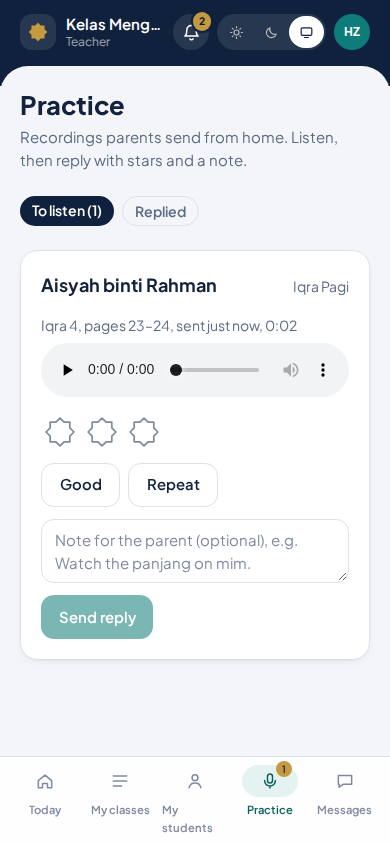 Kelas Meng...
Teacher
2
HZ
Practice
Recordings parents send from home. Listen,
then reply with stars and a note.
To listen (1)
Replied
Aisyah binti Rahman
Iqra Pagi
Iqra 4, pages 23–24, sent just now, 0:02
0:00 / 0:00
Good
Repeat
Note for the parent (optional), e.g.
Watch the panjang on mim.
Send reply
1
Today
My classes
My
students
Practice
Messages